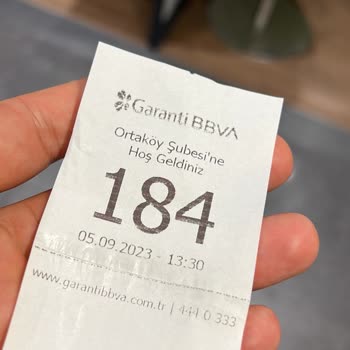 Garanti BBVA
Ortaköy Şubesi'ne
Hoş Geldiniz
184
05.09.2023 - 13:30
www.garantibbva.com.tr | 444 0 333